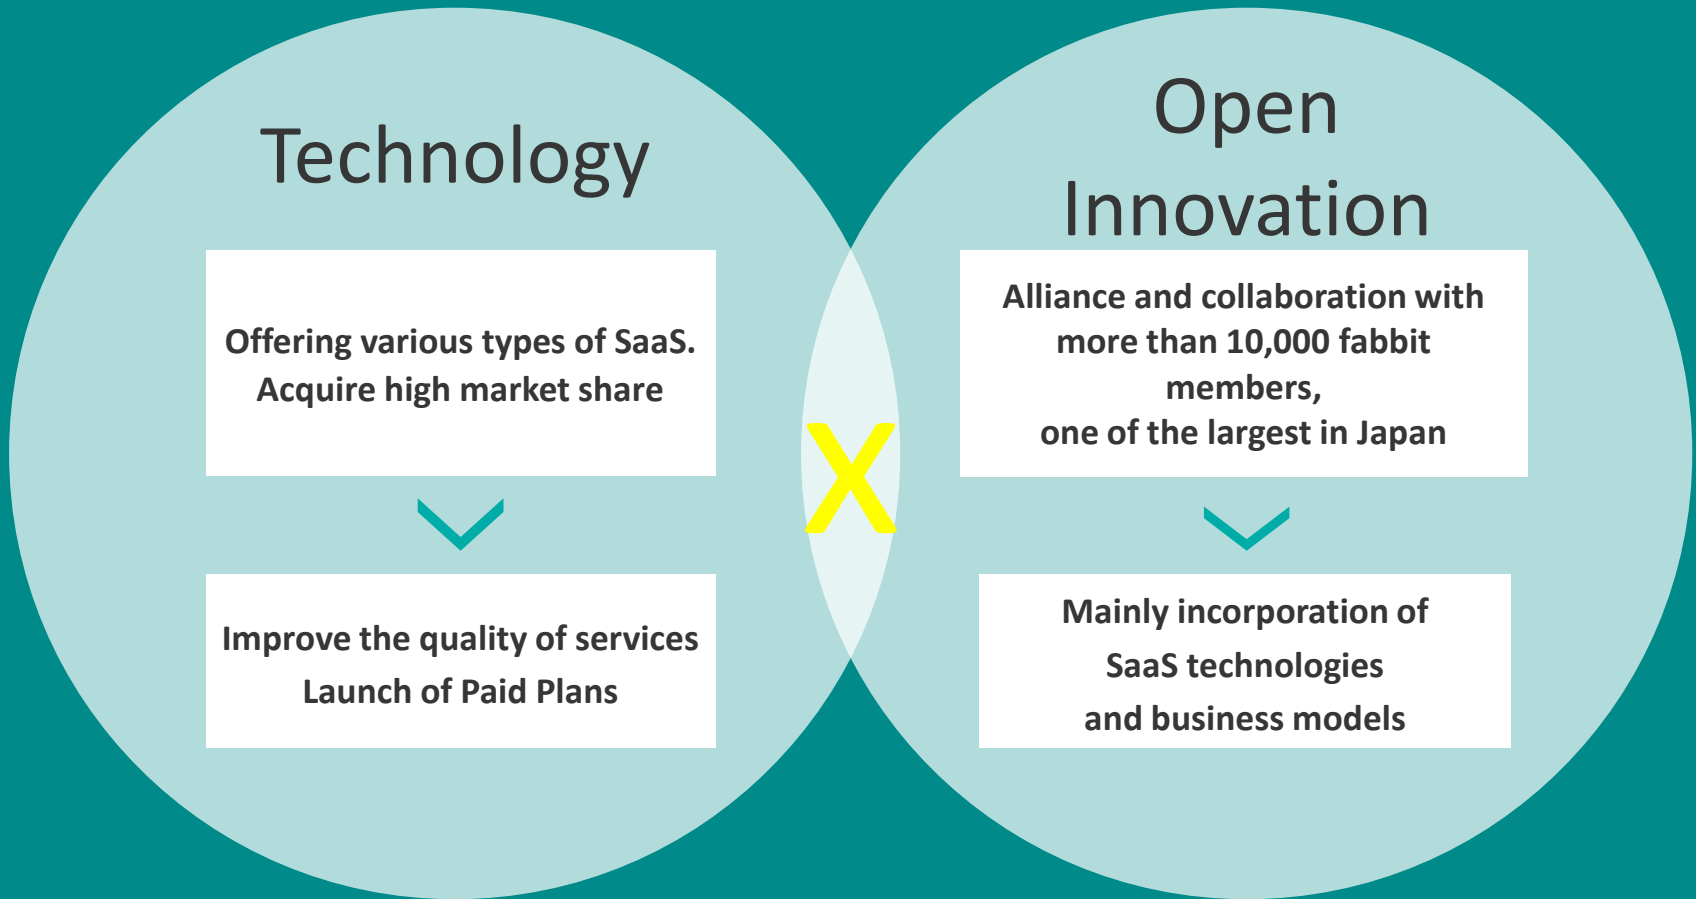 Technology
Offering various types of SaaS.
Acquire high market share
Improve the quality of services
Launch of Paid Plans
X
Open
Innovation
Alliance and collaboration with
more than 10,000 fabbit
members,
one of the largest in Japan
Mainly incorporation of
SaaS technologies
and business models